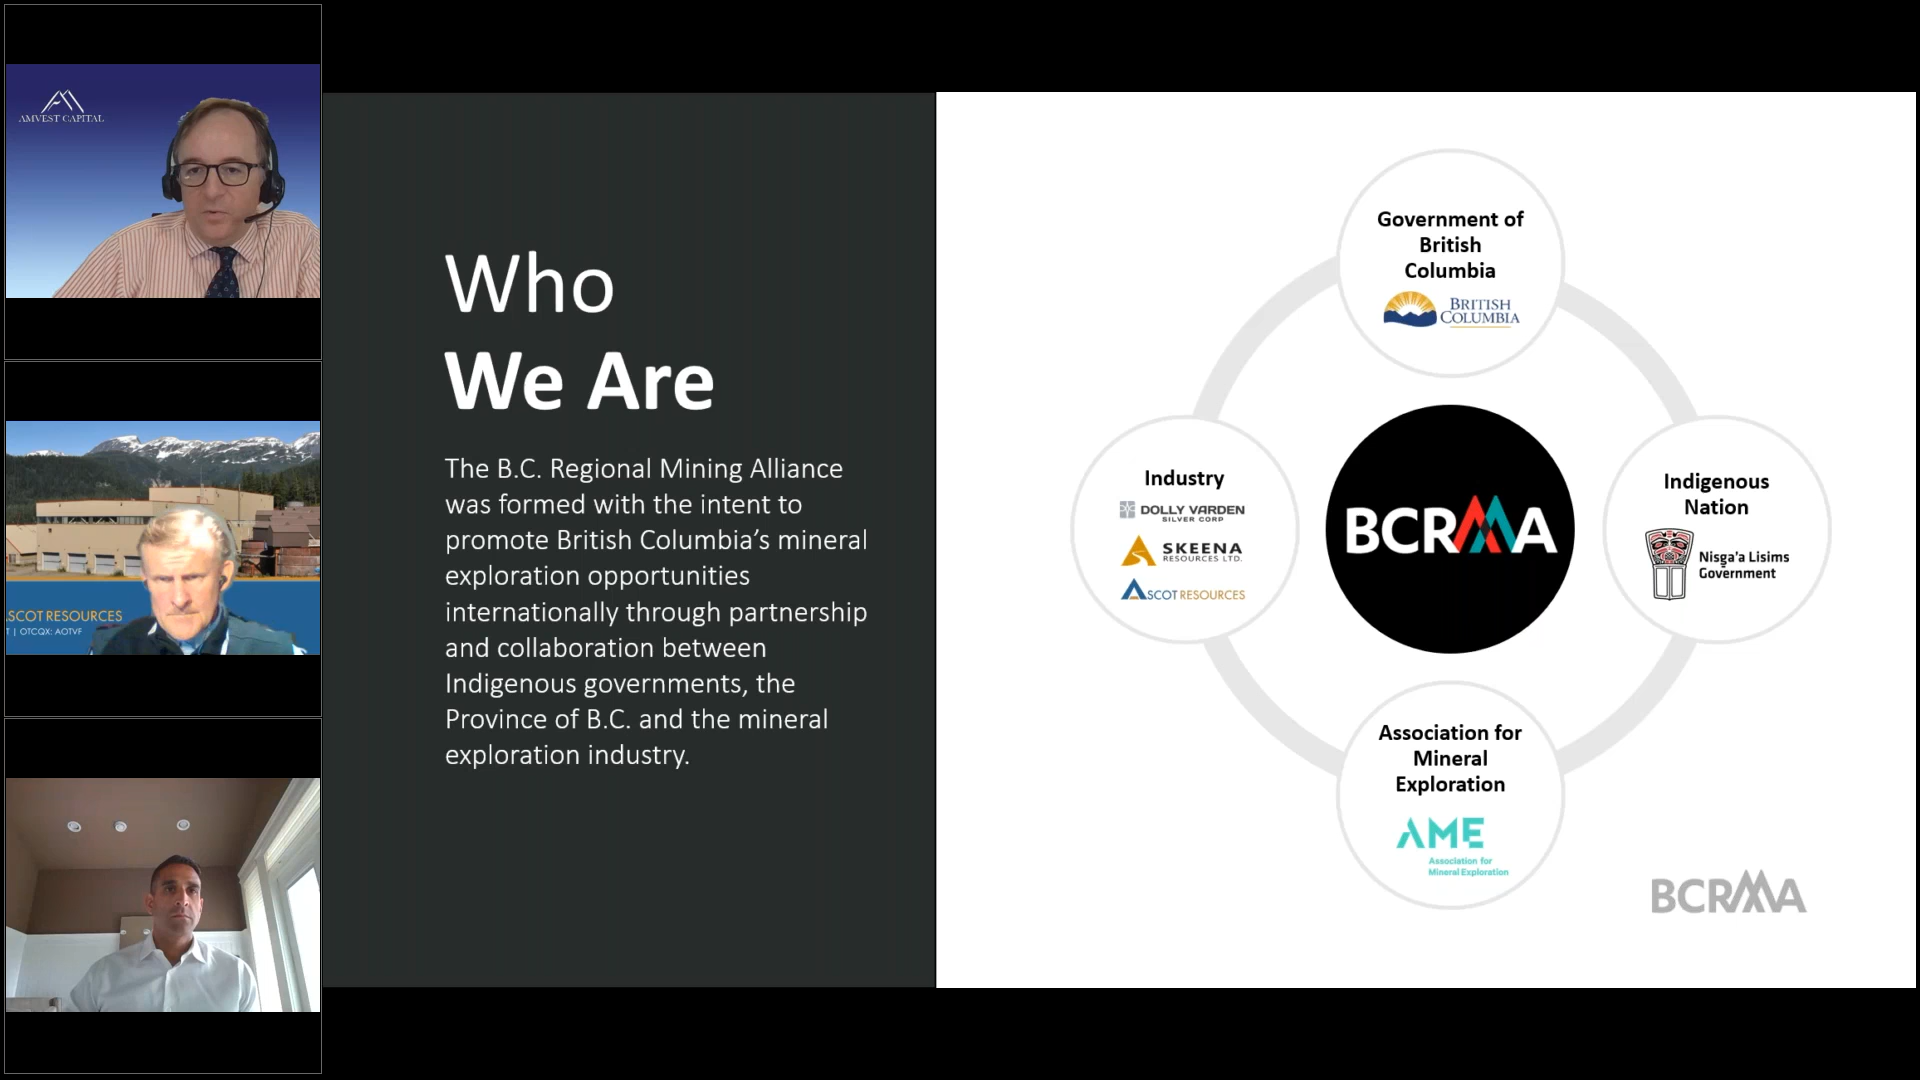 AMVEST CAPITAL
SCOT RESOURCES
T | OTCQX: AOTVF
Who
We Are
The B.C. Regional Mining Alliance
was formed with the intent to
promote British Columbia's mineral
exploration opportunities
internationally through partnership
and collaboration between
Indigenous governments, the
Province of B.C. and the mineral
exploration industry.
Government of
British
Columbia
BRITISH
COLUMBIA
Industry
DOLLY VARDEN
SILVER CORP
SKEENA
RESOURCES LTD.
ASCOT RESOURCES
BCRMA
Indigenous
Nation
Nisg̱a'a Lisims
Government
Association for
Mineral
Exploration
AME
Association for
Mineral Exploration
BCRMA